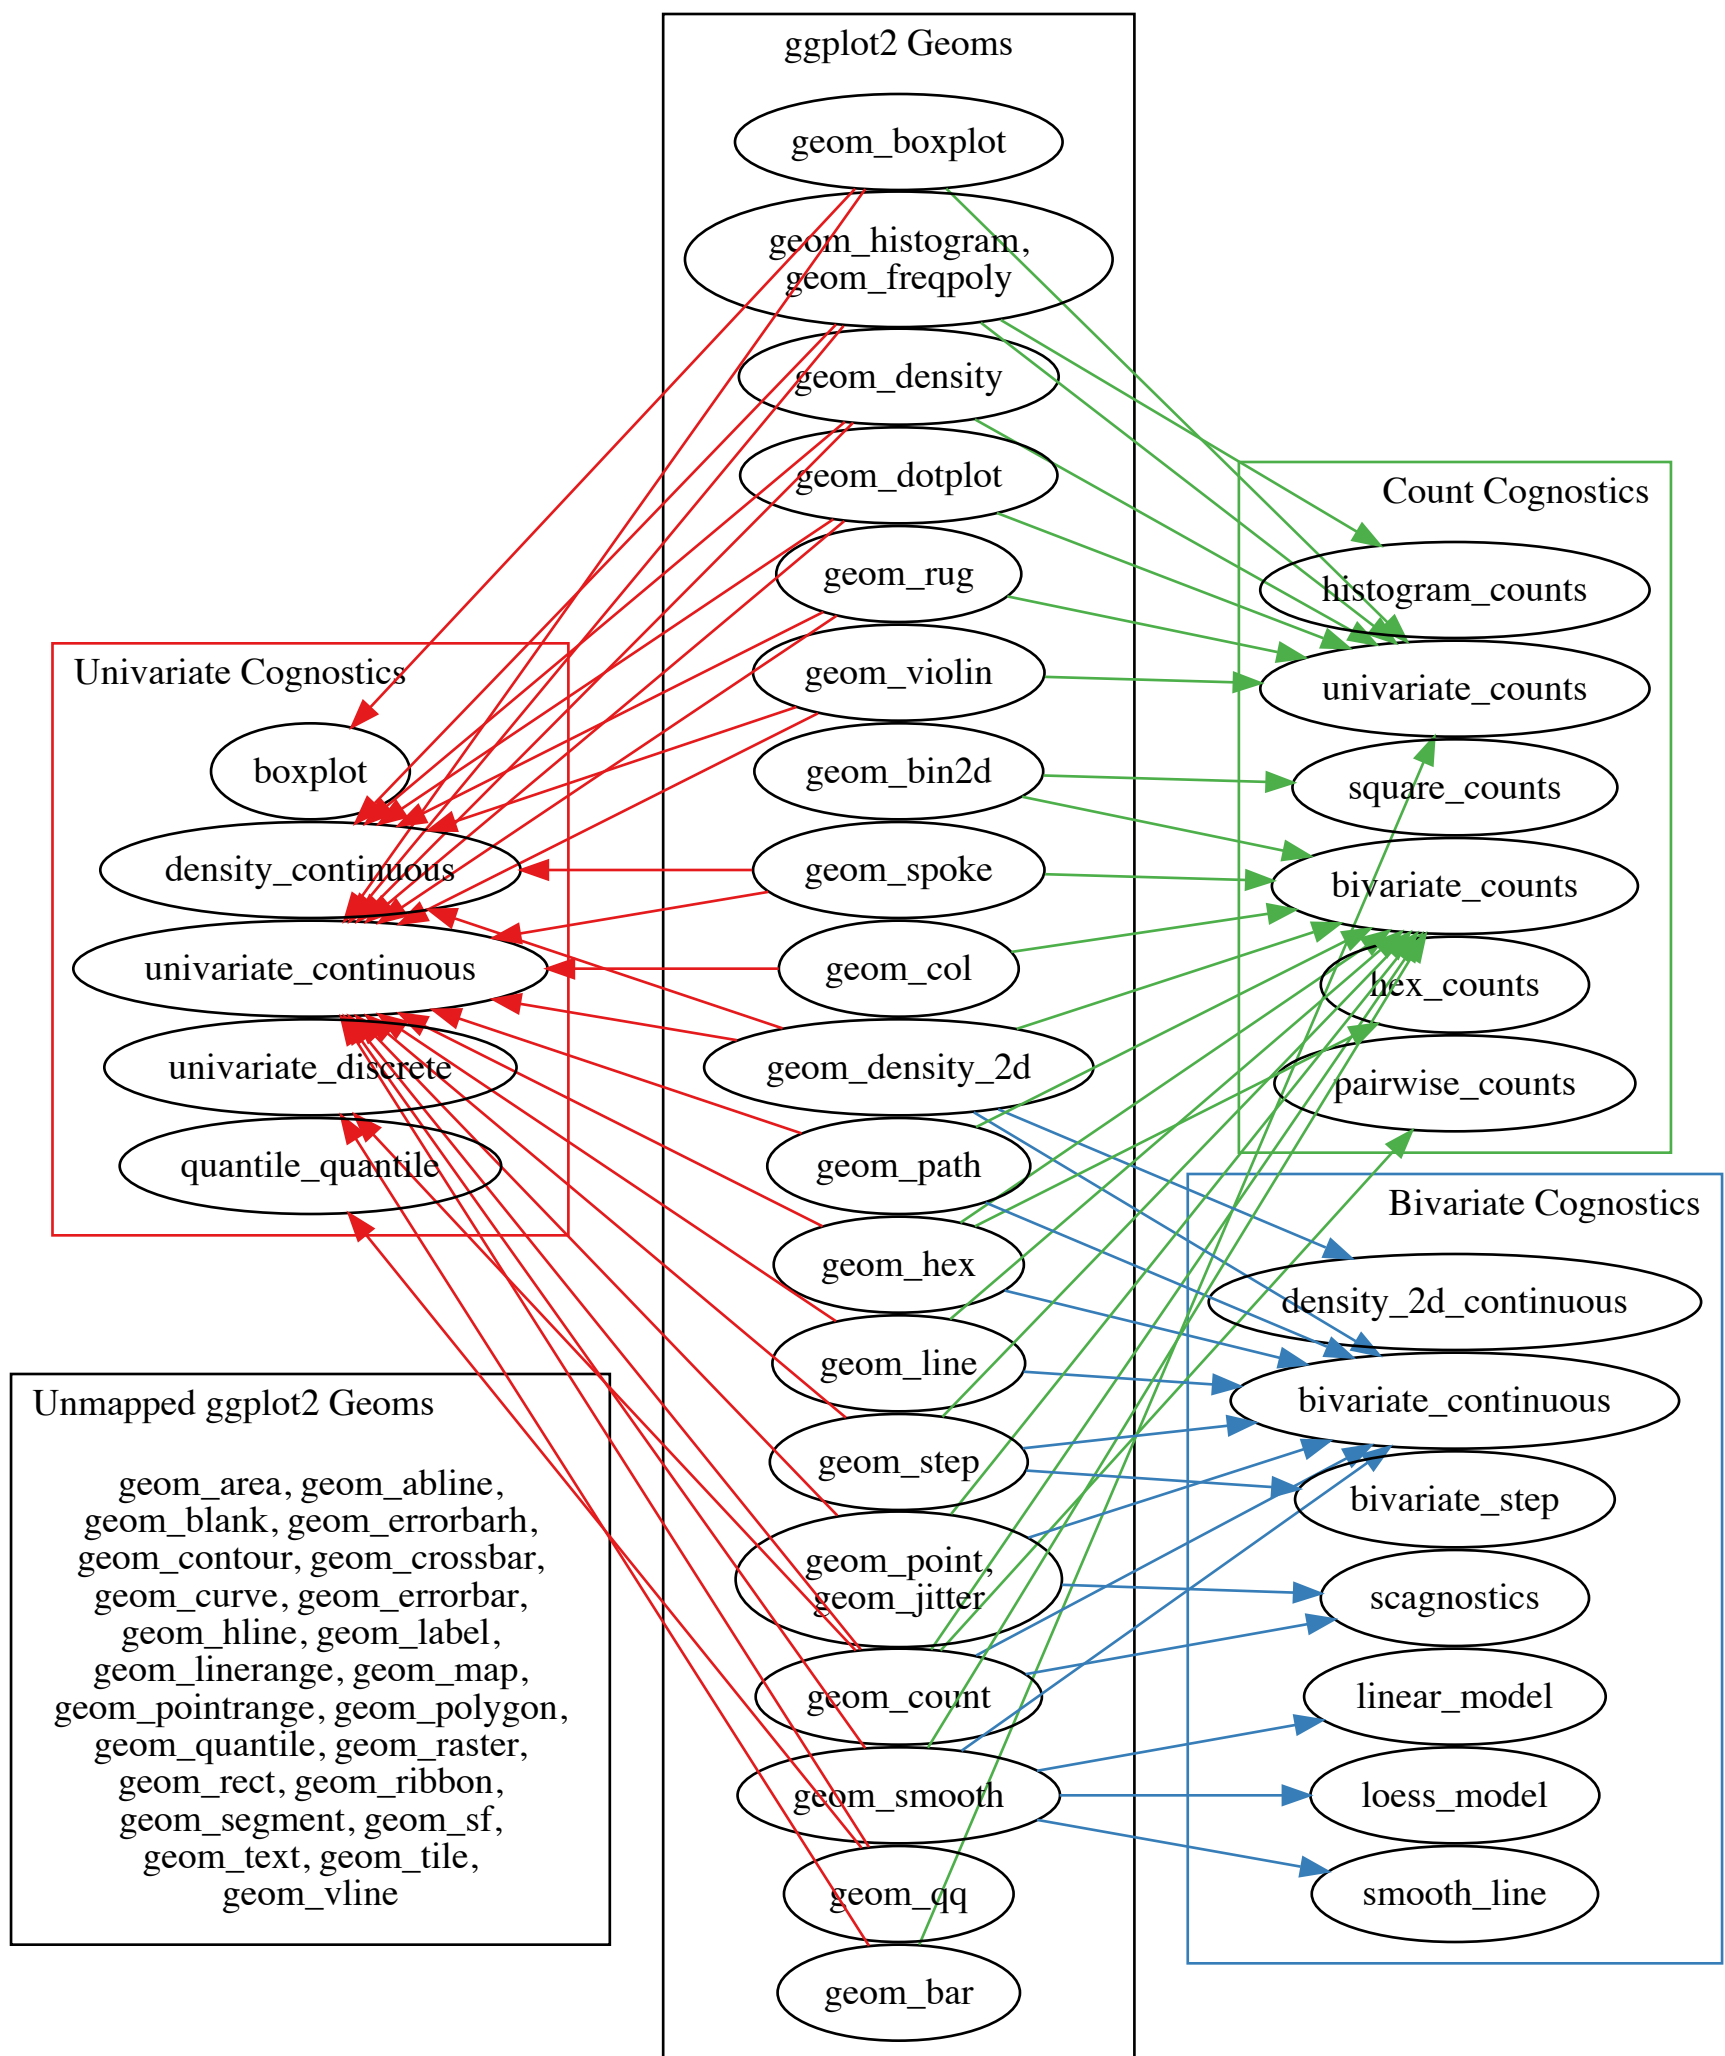 ggplot2 Geoms
geom_boxplot
geom_histogram,
geom_freqpoly
geom_density
geom_dotplot
geom_rug
geom_violin
geom_bin2d
geom_spoke
geom_col
geom_density_2d
geom_path
geom_hex
geom_line
geom_step
geom_point,
geom_jitter
geom_count
geom_smooth
geom_qq
geom_bar
Univariate Cognostics
boxplot
density_continuous
univariate_continuous
univariate_discrete
quantile_quantile
Unmapped ggplot2 Geoms
geom_area, geom_abline,
geom_blank, geom_errorbarh,
geom_contour, geom_crossbar,
geom_curve, geom_errorbar,
geom_hline, geom_label,
geom_linerange, geom_map,
geom_pointrange, geom_polygon,
geom_quantile, geom_raster,
geom_rect, geom_ribbon,
geom_segment, geom_sf,
geom_text, geom_tile,
geom_vline
Count Cognostics
histogram_counts
univariate_counts
square_counts
bivariate_counts
hex_counts
pairwise_counts
Bivariate Cognostics
density_2d_continuous
bivariate_continuous
bivariate_step
scagnostics
linear_model
loess_model
smooth_line